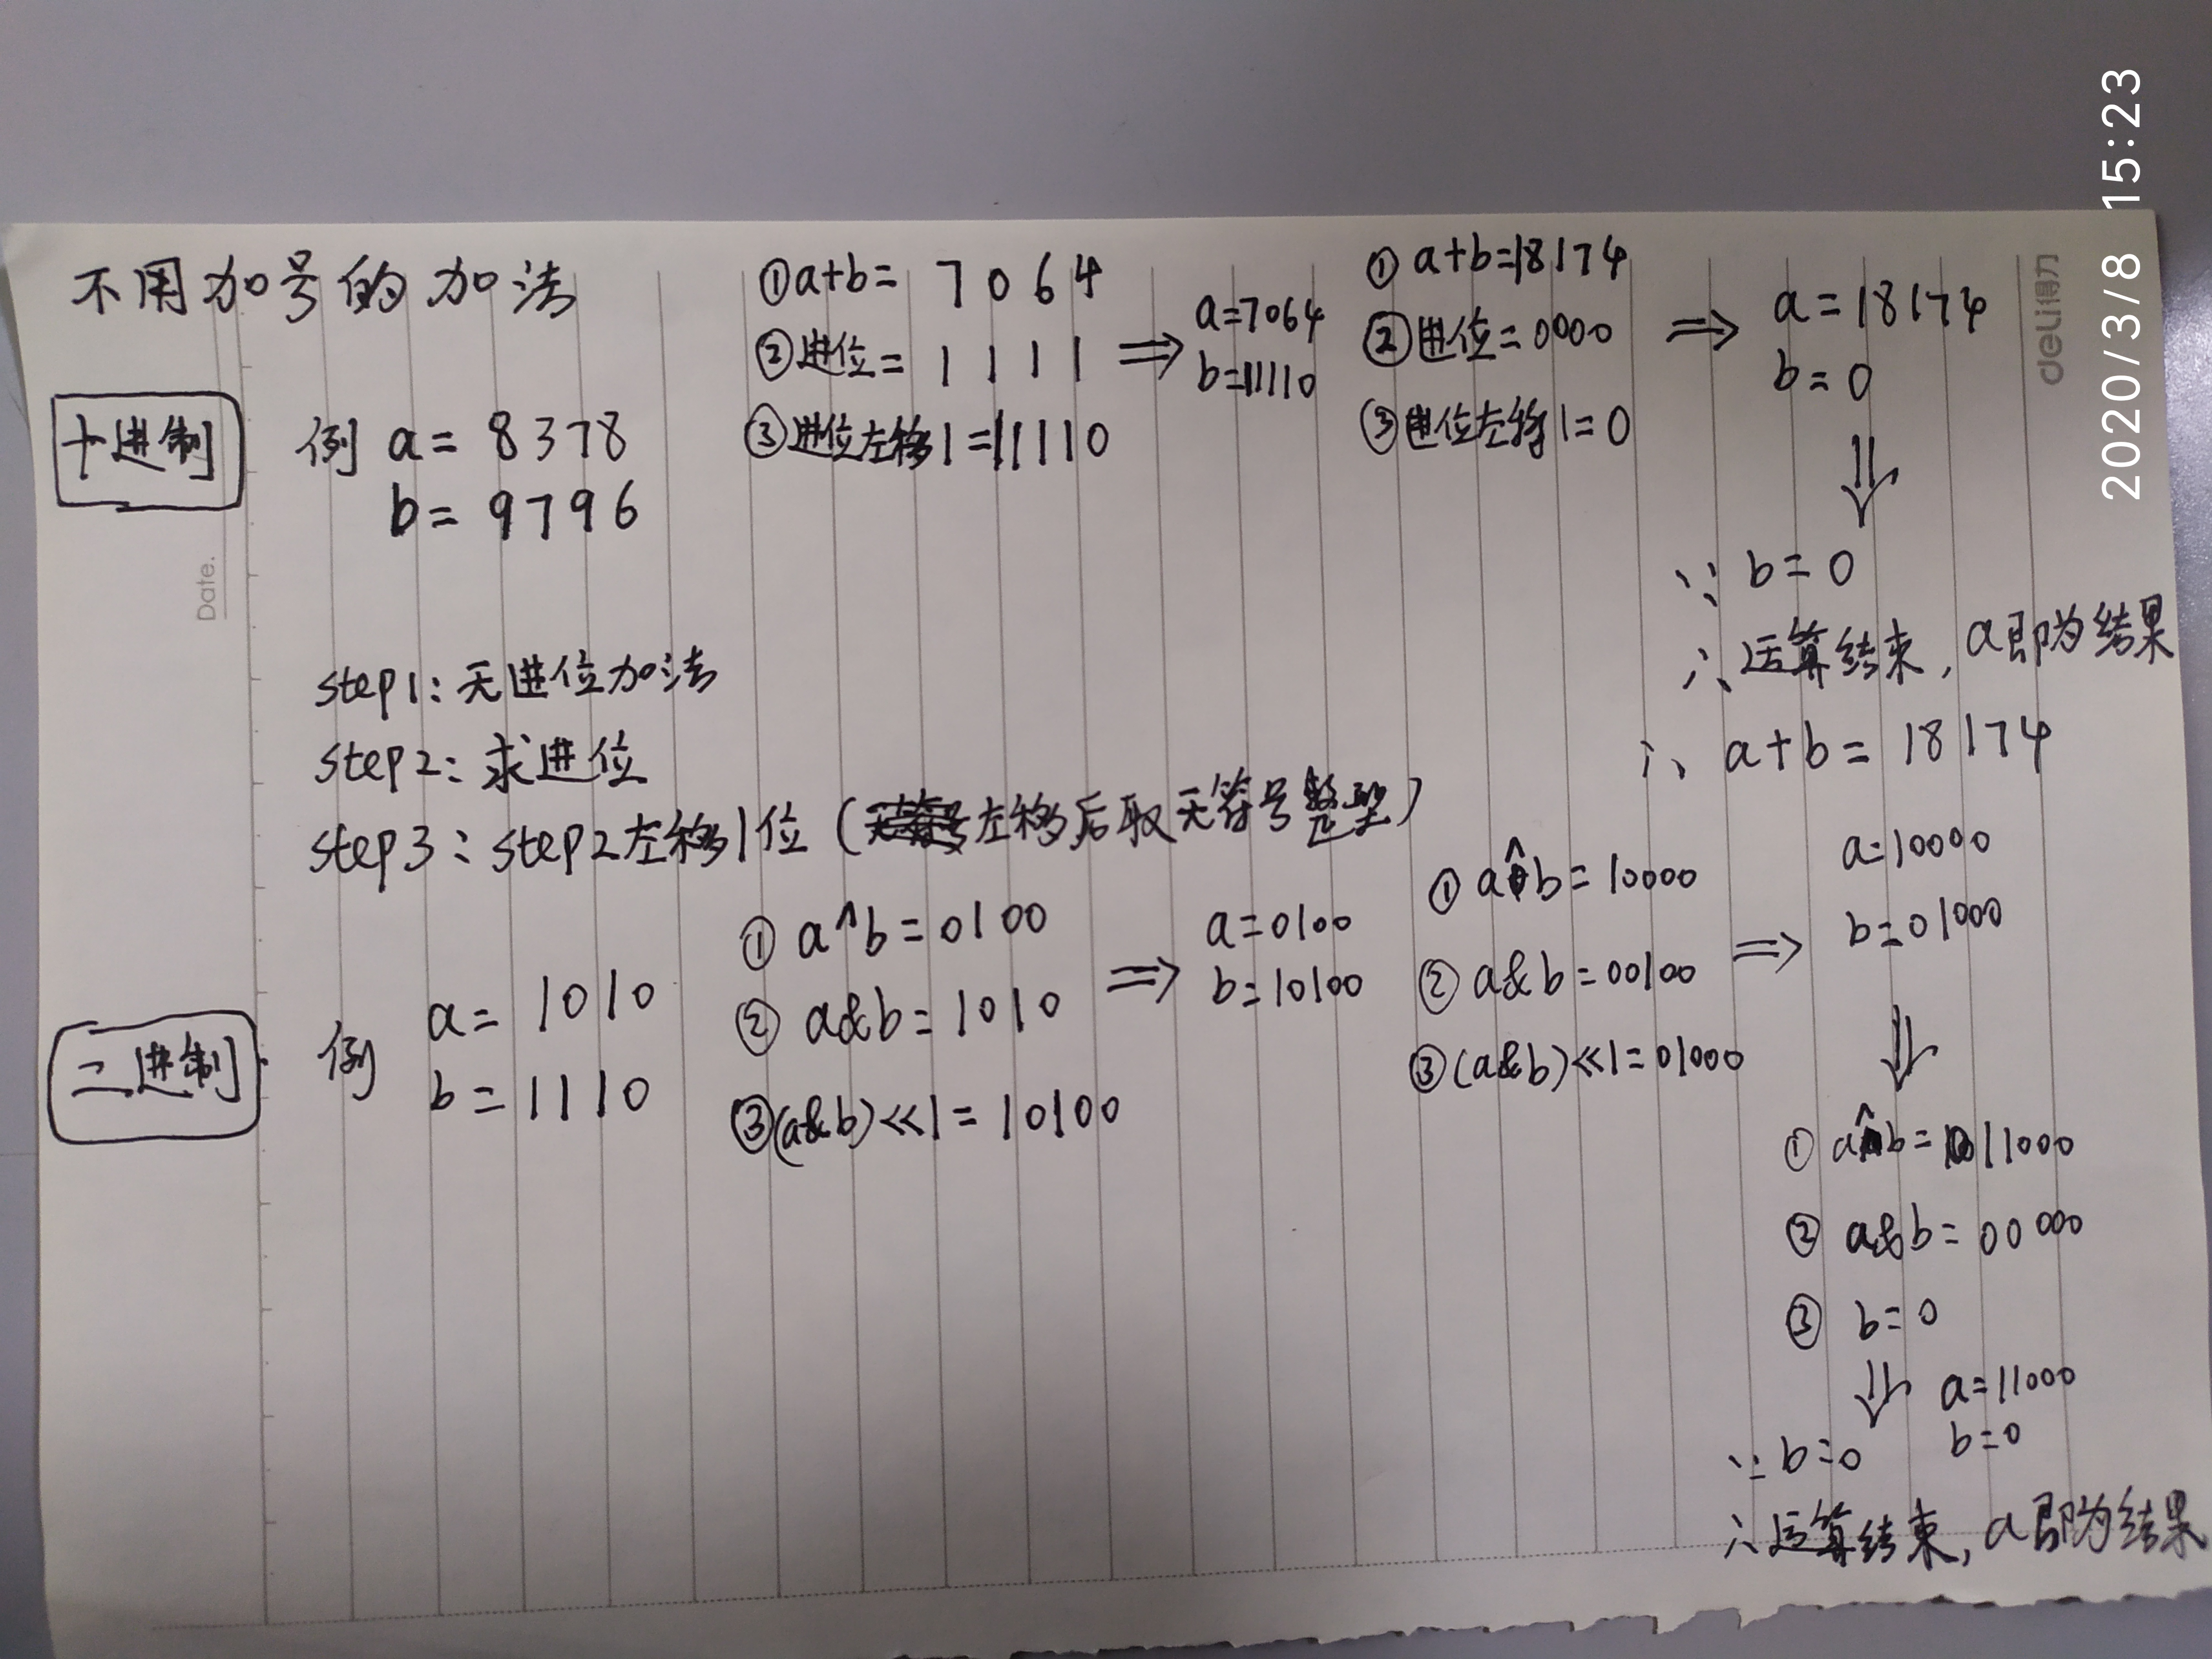 不用加号的加法
Date.
十进制
例 a = 8378
b = 9796
①a+b= 7064
②进位= 1111
③进位左移1=11110
⇒ a=7064
b=11110
① a+b=18174
②进位=0000
③进位左移1=0
⇒ a=18174
b=0
⇓
∵ b=0
∴ 运算结束,a即为结果
∴ a+b= 18174
step1:无进位加法
step2:求进位
step3:step2左移1位(左移后取无符号)
二进制
例 a= 1010
b = 1110
① a^b=0100
② a&b= 1010
③(a&b)<<1=10100
⇒ a=0100
b=10100
① a^b=10000
② a&b=00100
③(a&b)<<1=01000
⇒ a=10000
b=01000
⇓
① a^b=11000
② a&b=00000
③ b=0
⇓ a=11000
b=0
∵ b=0
∴运算结束,a即为结果
deli得力
2020/3/8 15:23